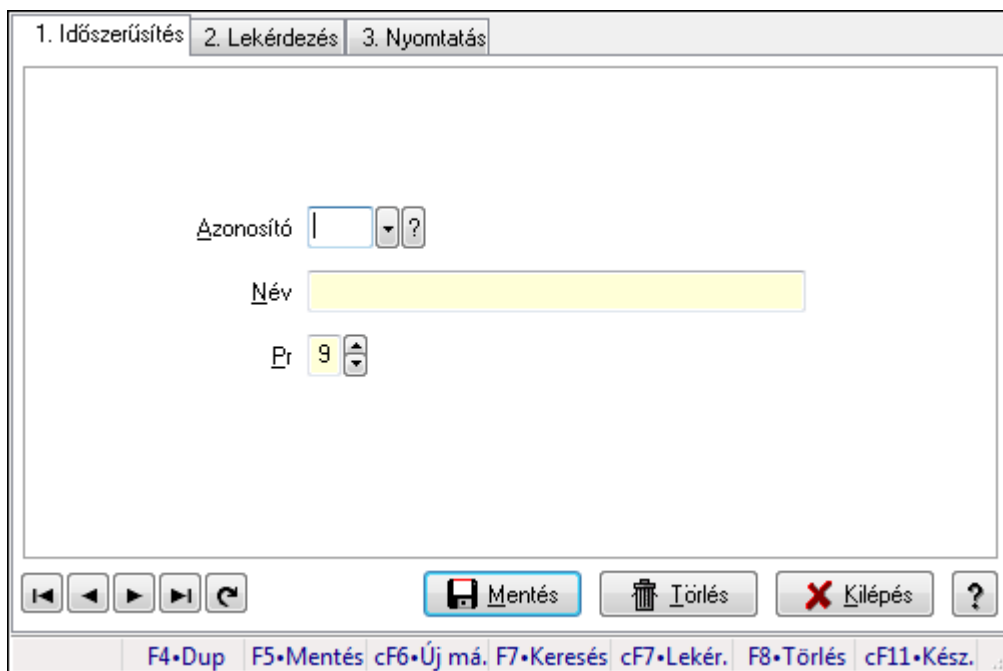 1. Időszerűsítés 2. Lekérdezés 3. Nyomtatás
Azonosító ?
Név
Pr 9
Mentés Törlés Kilépés ?
F4•Dup F5•Mentés cF6•Új má. F7•Keresés cF7•Lekér. F8•Törlés cF11•Kész.